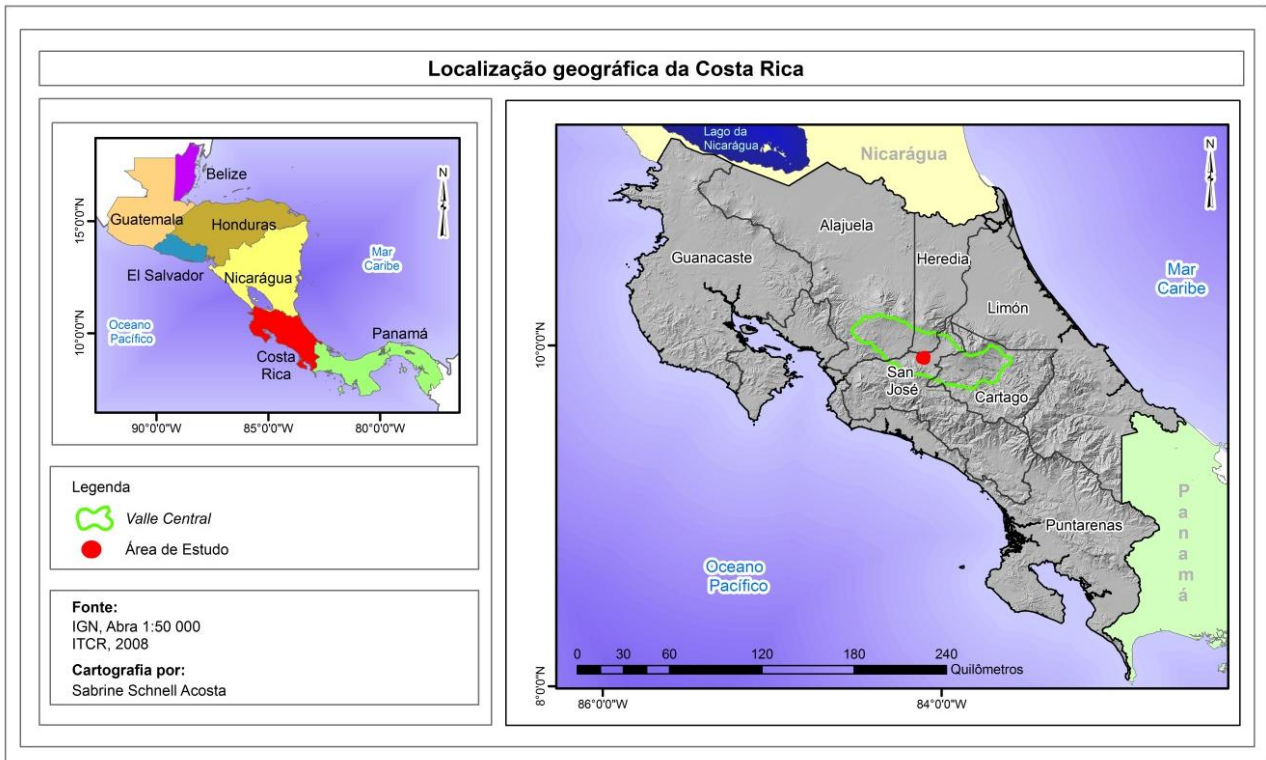 Localização geográfica da Costa Rica
N
Belize
Guatemala
Honduras
El Salvador
Nicarágua
Mar
Caribe
Oceano
Pacífico
Costa
Rica
Panamá
15°0'0"N
10°0'0"N
90°0'0"W
85°0'0"W
80°0'0"W
Legenda
Valle Central
Área de Estudo
Fonte:
IGN, Abra 1:50 000
ITCR, 2008
Cartografia por:
Sabrine Schnell Acosta
Lago da
Nicarágua
Nicarágua
N
Alajuela
Guanacaste
Heredia
Limón
Mar
Caribe
San
José
Cartago
Puntarenas
Panamá
Oceano
Pacífico
0 30 60 120 180 240
Quilômetros
10°0'0"N
8°0'0"N
86°0'0"W
84°0'0"W